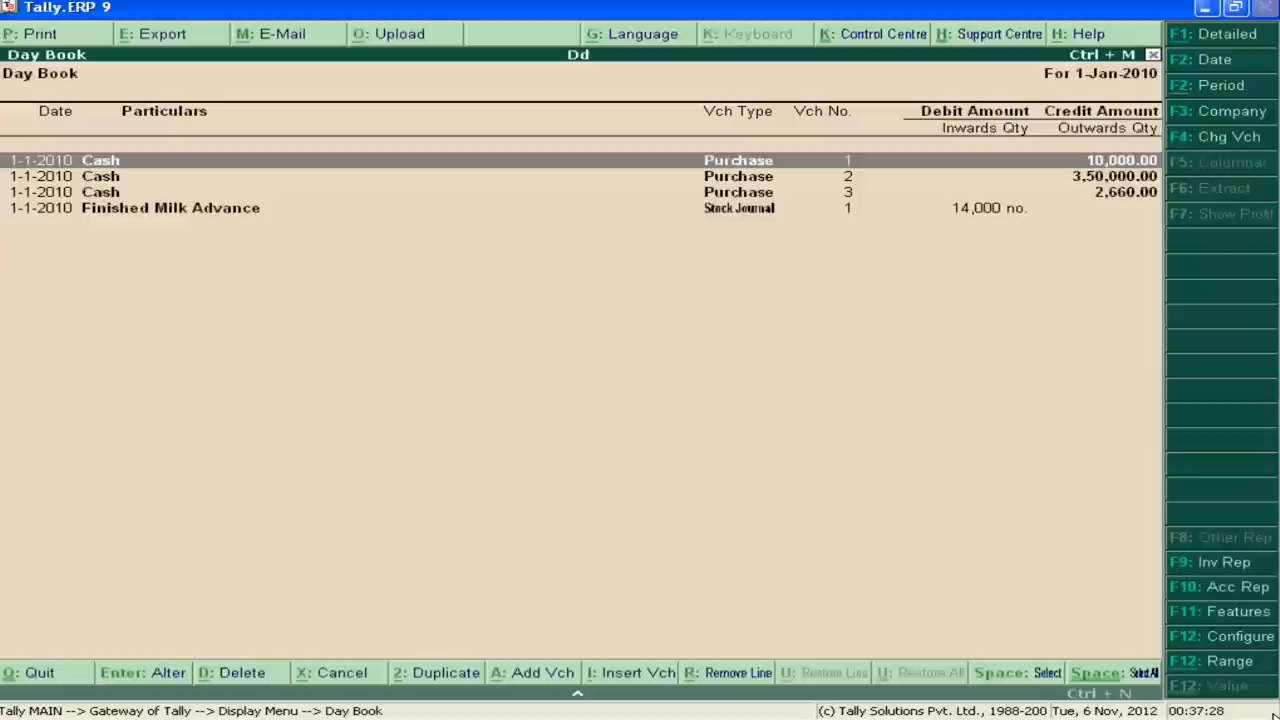 Tally.ERP 9
P: Print E: Export M: E-Mail O: Upload G: Language K: Keyboard K: Control Centre H: Support Centre H: Help
Day Book Dd Ctrl + M
Day Book For 1-Jan-2010
Date Particulars Vch Type Vch No. Debit Amount Credit Amount
Inwards Qty Outwards Qty
1-1-2010 Cash Purchase 1 10,000.00
1-1-2010 Cash Purchase 2 3,50,000.00
1-1-2010 Cash Purchase 3 2,660.00
1-1-2010 Finished Milk Advance Stock Journal 1 14,000 no.
F1: Detailed
F2: Date
F2: Period
F3: Company
F4: Chg Vch
F5: Columnar
F6: Extract
F7: Show Profit
F8: Other Rep
F9: Inv Rep
F10: Acc Rep
F11: Features
F12: Configure
F12: Range
F12: Value
Q: Quit Enter: Alter D: Delete X: Cancel 2: Duplicate A: Add Vch I: Insert Vch R: Remove Line U: Restore Line U: Restore All Space: Select Space: Select All
Ctrl + N
Tally MAIN --> Gateway of Tally --> Display Menu --> Day Book (c) Tally Solutions Pvt. Ltd., 1988-200 Tue, 6 Nov, 2012 00:37:28